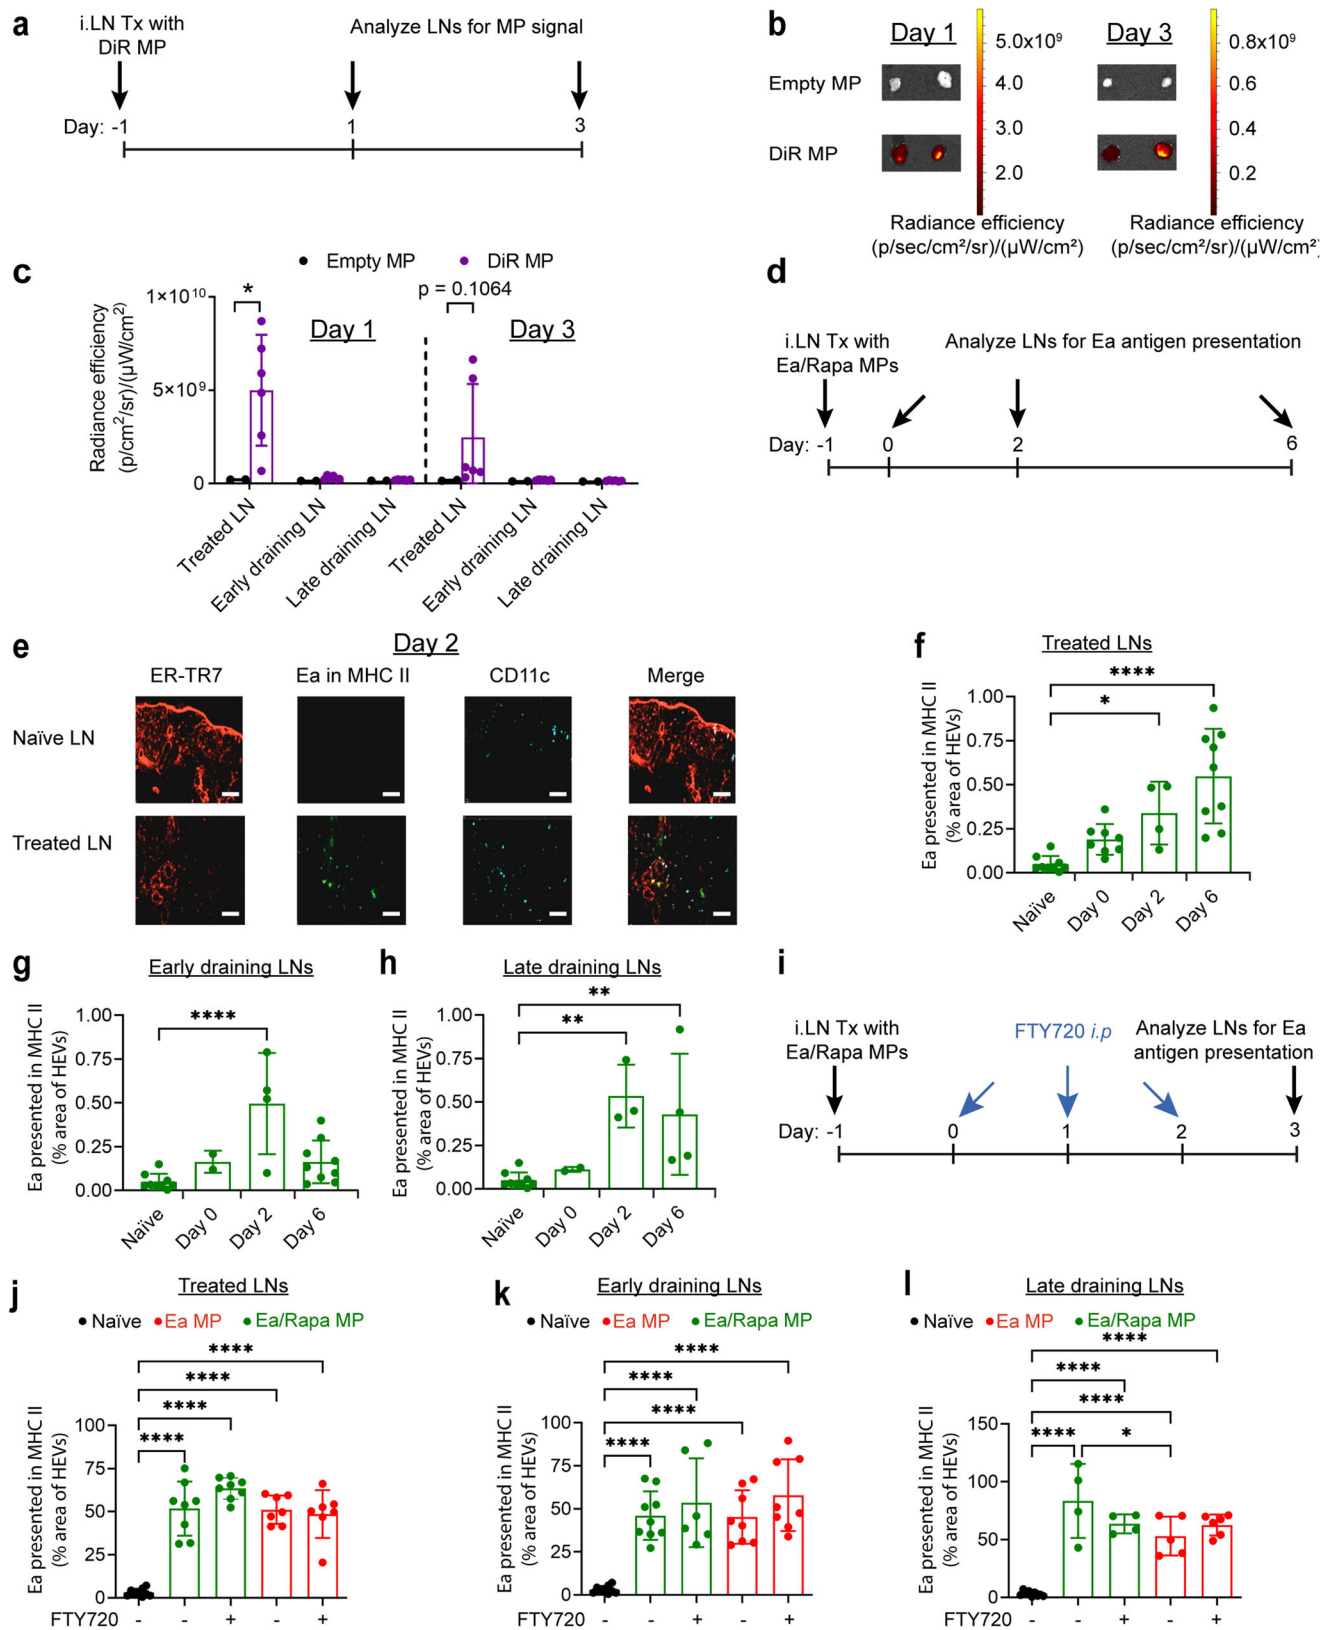 a
i.LN Tx with
DiR MP
Analyze LNs for MP signal
Day: -1
1
3
b
Day 1
Day 3
Empty MP
DiR MP
5.0x10⁹
4.0
3.0
2.0
0.8x10⁹
0.6
0.4
0.2
Radiance efficiency
(p/sec/cm²/sr)/(µW/cm²)
Radiance efficiency
(p/sec/cm²/sr)/(µW/cm²)
c
Empty MP
DiR MP
Radiance efficiency
(p/cm²/sr)/(µW/cm²)
1×10¹⁰
5×10⁹
0
*
Day 1
p = 0.1064
Day 3
Treated LN
Early draining LN
Late draining LN
Treated LN
Early draining LN
Late draining LN
d
i.LN Tx with
Ea/Rapa MPs
Analyze LNs for Ea antigen presentation
Day: -1
0
2
6
e
Day 2
ER-TR7
Ea in MHC II
CD11c
Merge
Naïve LN
Treated LN
f
Treated LNs
Ea presented in MHC II
(% area of HEVs)
1.00
0.75
0.50
0.25
0.00
****
*
Naïve
Day 0
Day 2
Day 6
g
Early draining LNs
Ea presented in MHC II
(% area of HEVs)
1.00
0.75
0.50
0.25
0.00
****
Naïve
Day 0
Day 2
Day 6
h
Late draining LNs
Ea presented in MHC II
(% area of HEVs)
1.00
0.75
0.50
0.25
0.00
**
**
Naïve
Day 0
Day 2
Day 6
i
i.LN Tx with
Ea/Rapa MPs
FTY720 i.p
Analyze LNs for Ea
antigen presentation
Day: -1
0
1
2
3
j
Treated LNs
Naïve
Ea MP
Ea/Rapa MP
Ea presented in MHC II
(% area of HEVs)
100
75
50
25
0
****
****
****
****
FTY720 - - + - +
k
Early draining LNs
Naïve
Ea MP
Ea/Rapa MP
Ea presented in MHC II
(% area of HEVs)
100
75
50
25
0
****
****
****
****
- - + - +
l
Late draining LNs
Naïve
Ea MP
Ea/Rapa MP
Ea presented in MHC II
(% area of HEVs)
150
100
50
0
****
****
****
****
*
FTY720 - - + - +